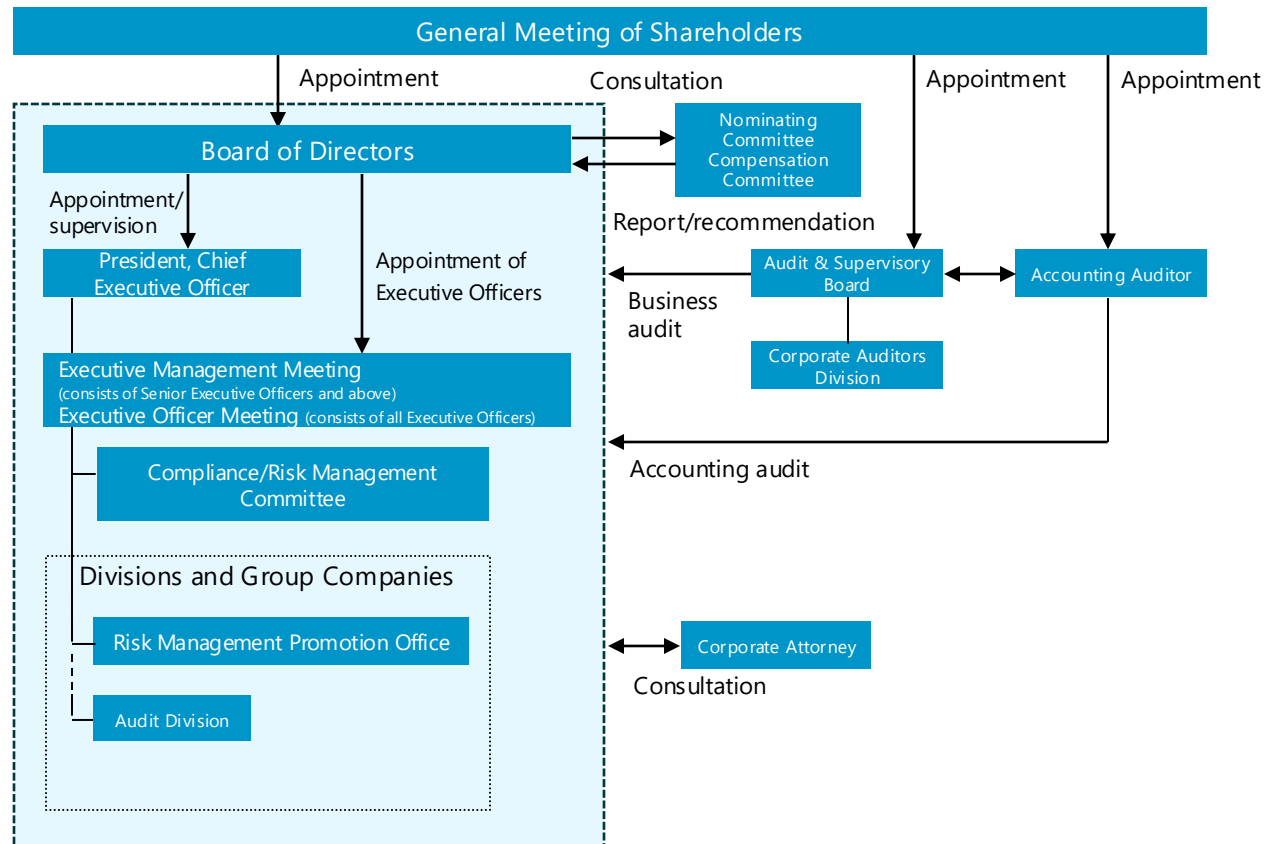 General Meeting of Shareholders
Appointment
Consultation
Appointment
Appointment
Nominating
Committee
Compensation
Committee
Board of Directors
Appointment/
supervision
Report/recommendation
President, Chief
Executive Officer
Appointment of
Executive Officers
Audit & Supervisory
Board
Accounting Auditor
Business
audit
Corporate Auditors
Division
Executive Management Meeting
(consists of Senior Executive Officers and above)
Executive Officer Meeting (consists of all Executive Officers)
Accounting audit
Compliance/Risk Management
Committee
Divisions and Group Companies
Risk Management Promotion Office
Corporate Attorney
Consultation
Audit Division